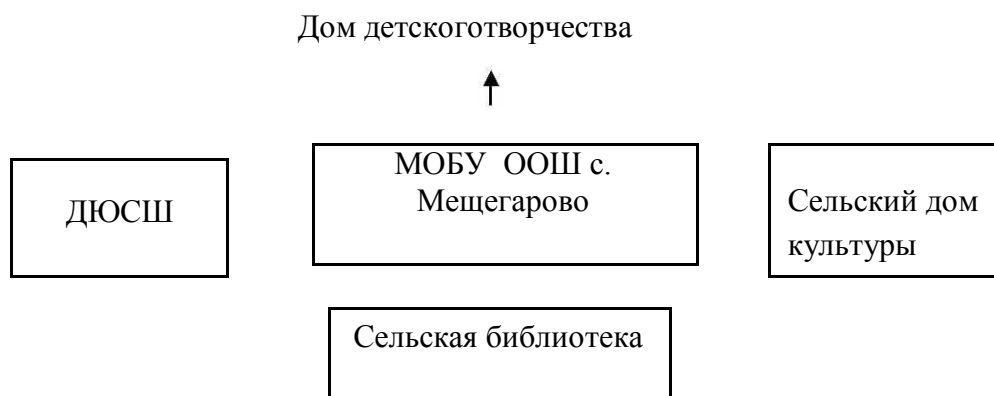 Дом детскоготворчества
ДЮСШ
МОБУ ООШ с.
Мещегарово
Сельский дом
культуры
Сельская библиотека